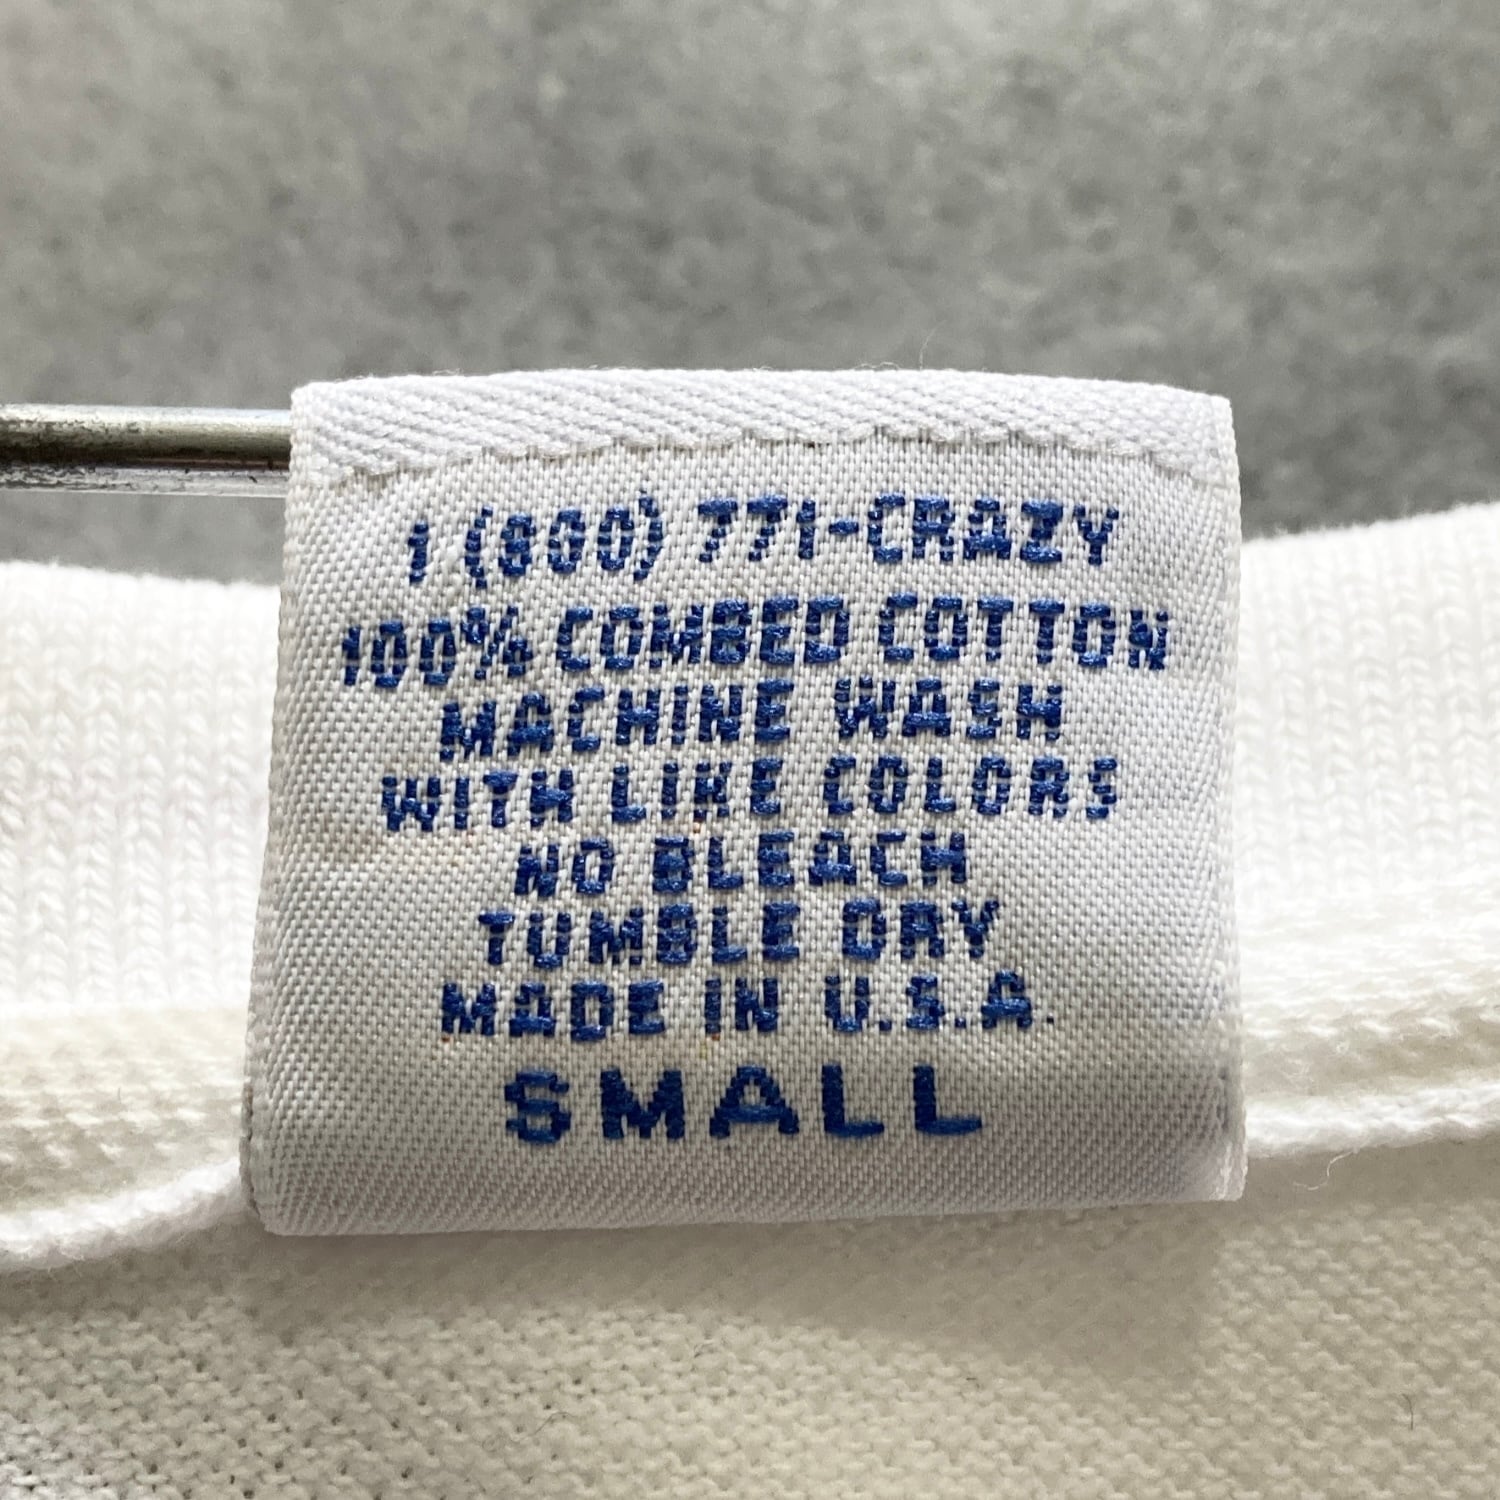 1 (800) 771-CRAZY
100% COMBED COTTON
MACHINE WASH
WITH LIKE COLORS
NO BLEACH
TUMBLE DRY
MADE IN U.S.A.
SMALL